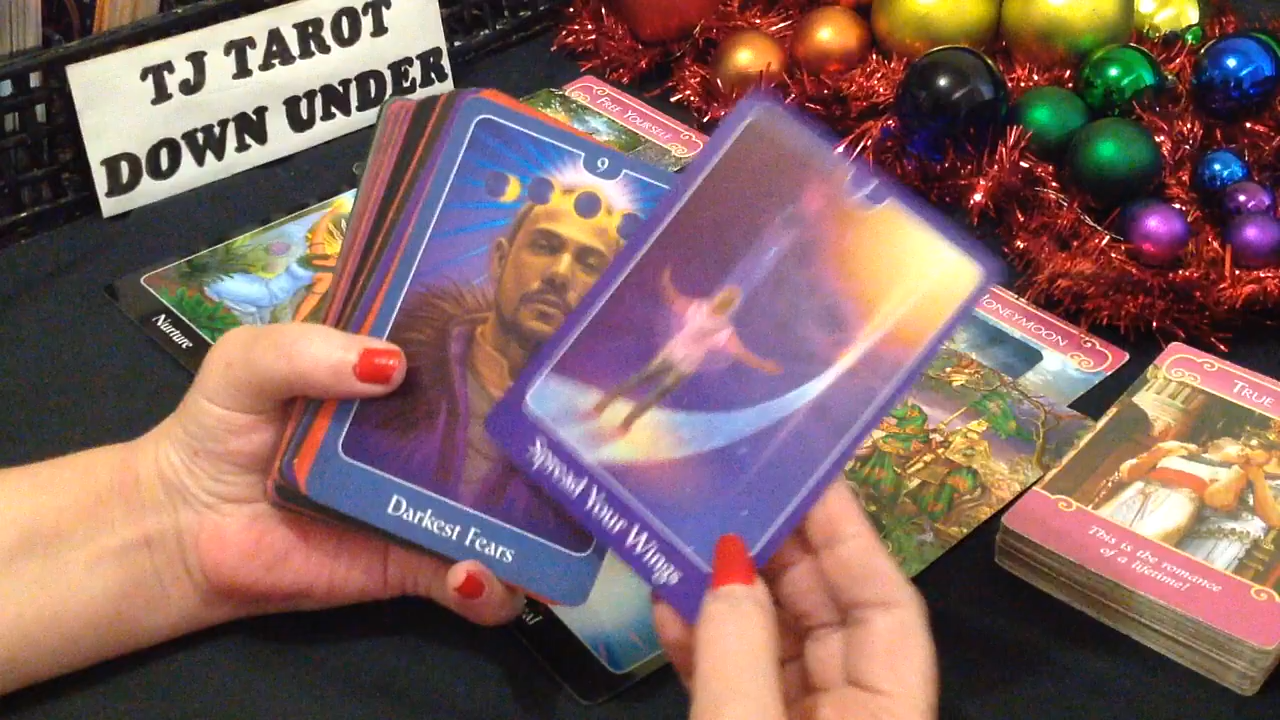 TJ TAROT
DOWN UNDER
FREE YOURSELF
9
Darkest Fears
Spread Your Wings
Nurture
HONEYMOON
TRUE
This is the romance
of a lifetime!